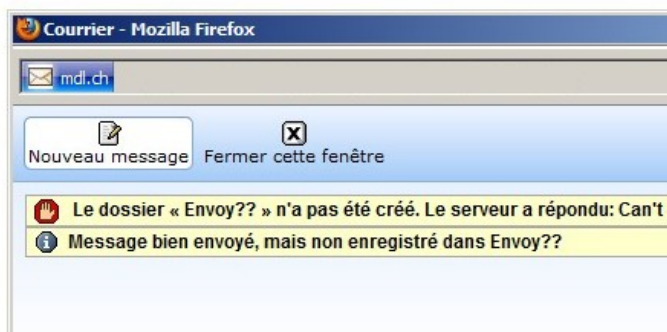 Courrier - Mozilla Firefox
mdl.ch
Nouveau message Fermer cette fenêtre
Le dossier « Envoy?? » n'a pas été créé. Le serveur a répondu: Can't
Message bien envoyé, mais non enregistré dans Envoy??